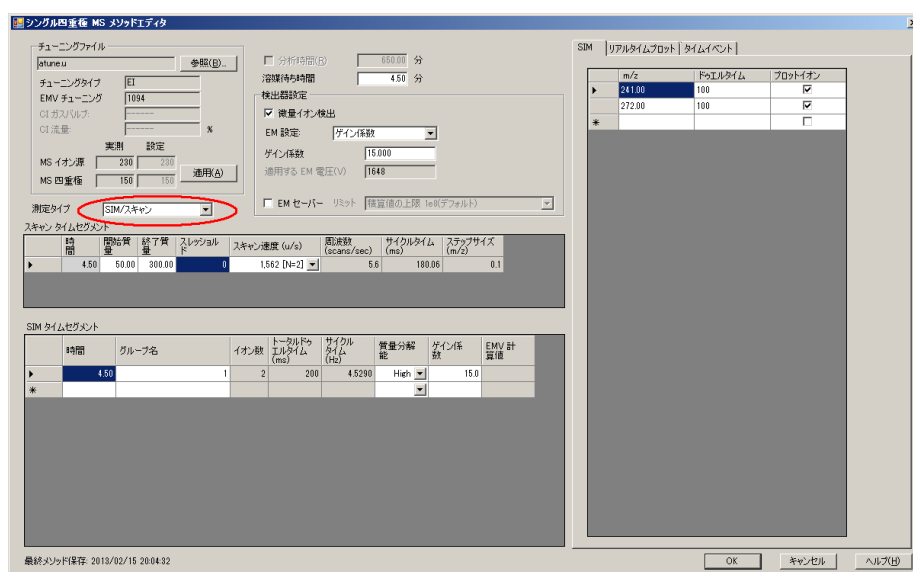 シングル四重極 MS メソッドエディタ
チューニングファイル
atune.u
参照(B)...
チューニングタイプ EI
EMV チューニング 1094
CI ガスバルブ: ------
CI 流量: ------ %
実測 設定
MS イオン源 230 230
MS 四重極 150 150
適用(A)
分析時間(R) 650.00 分
溶媒待ち時間 4.50 分
検出器設定
微量イオン検出
EM 設定: ゲイン係数
ゲイン係数 15.000
適用する EM 電圧(V) 1648
EM セーバー リミット 積算値の上限 1e8(デフォルト)
測定タイプ SIM/スキャン
スキャン タイムセグメント
時間 開始質量 終了質量 スレッショルド スキャン速度 (u/s) 周波数 (scans/sec) サイクルタイム (ms) ステップサイズ (m/z)
4.50 50.00 300.00 0 1,562 [N=2] 5.6 180.06 0.1
SIM タイムセグメント
時間 グループ名 イオン数 トータルドゥエルタイム (ms) サイクルタイム (Hz) 質量分解能 ゲイン係数 EMV 計算値
4.50 1 2 200 4.5290 High 15.0
SIM リアルタイムプロット タイムイベント
m/z ドゥエルタイム プロットイオン
241.00 100
272.00 100
最終メソッド保存: 2013/02/15 20:04:32
OK キャンセル ヘルプ(H)